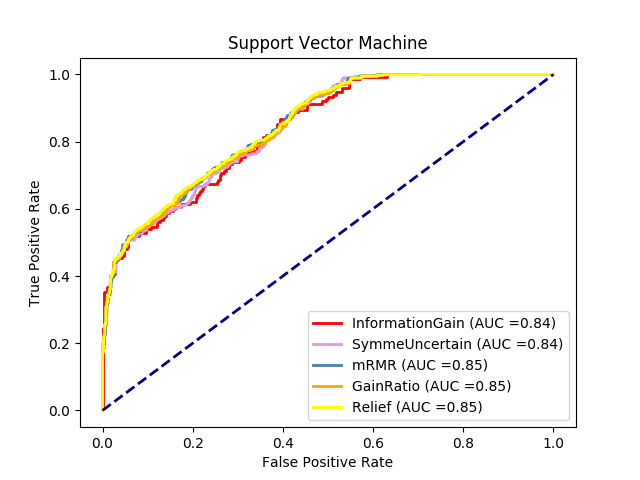 Support Vector Machine
True Positive Rate
1.0
0.8
0.6
0.4
0.2
0.0
InformationGain (AUC =0.84)
SymmeUncertain (AUC =0.84)
mRMR (AUC =0.85)
GainRatio (AUC =0.85)
Relief (AUC =0.85)
0.0 0.2 0.4 0.6 0.8 1.0
False Positive Rate